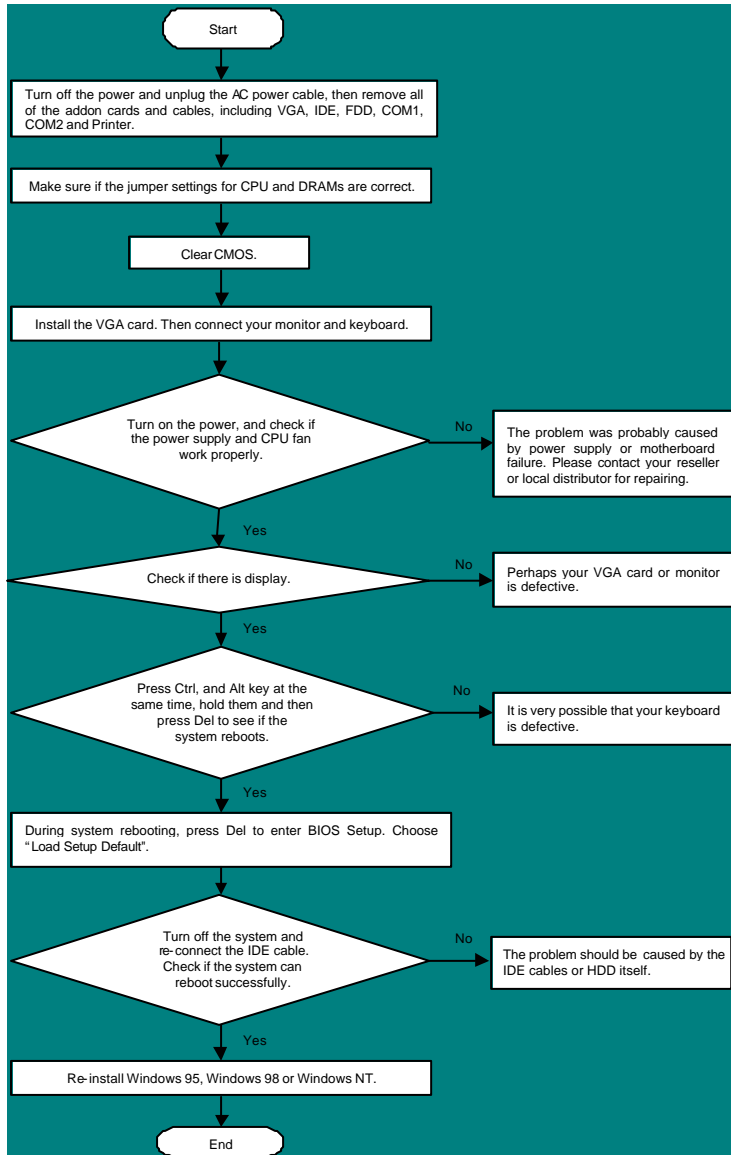 Start
Turn off the power and unplug the AC power cable, then remove all
of the addon cards and cables, including VGA, IDE, FDD, COM1,
COM2 and Printer.
Make sure if the jumper settings for CPU and DRAMs are correct.
Clear CMOS.
Install the VGA card. Then connect your monitor and keyboard.
Turn on the power, and check if
the power supply and CPU fan
work properly.
No
The problem was probably caused
by power supply or motherboard
failure. Please contact your reseller
or local distributor for repairing.
Yes
Check if there is display.
No
Perhaps your VGA card or monitor
is defective.
Yes
Press Ctrl, and Alt key at the
same time, hold them and then
press Del to see if the
system reboots.
No
It is very possible that your keyboard
is defective.
Yes
During system rebooting, press Del to enter BIOS Setup. Choose
“Load Setup Default”.
Turn off the system and
re-connect the IDE cable.
Check if the system can
reboot successfully.
No
The problem should be caused by the
IDE cables or HDD itself.
Yes
Re-install Windows 95, Windows 98 or Windows NT.
End